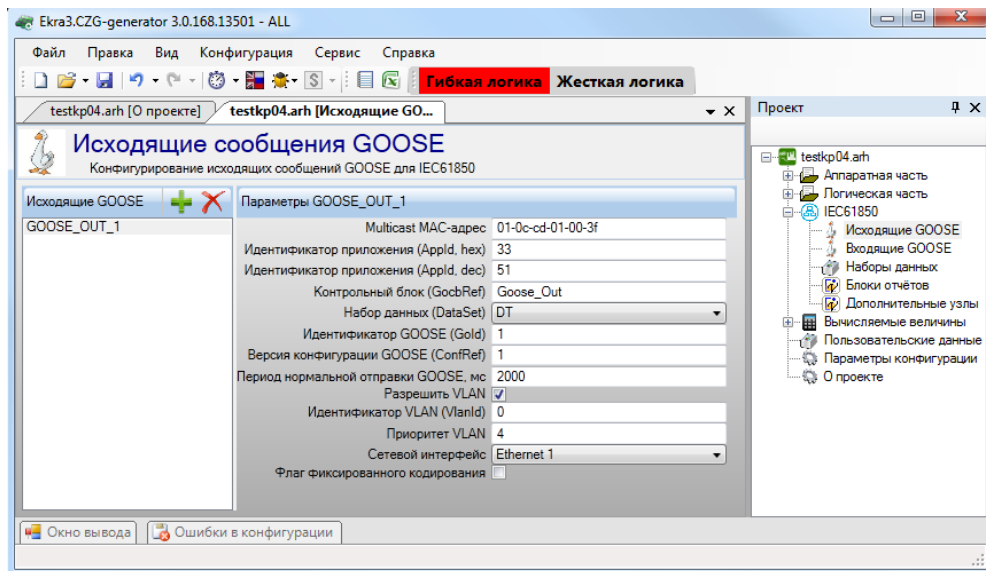 Ekra3.CZG-generator 3.0.168.13501 - ALL
Файл Правка Вид Конфигурация Сервис Справка
Гибкая логика Жесткая логика
testkp04.arh [О проекте] testkp04.arh [Исходящие GO...
Исходящие сообщения GOOSE
Конфигурирование исходящих сообщений GOOSE для IEC61850
Исходящие GOOSE
GOOSE_OUT_1
Параметры GOOSE_OUT_1
Multicast MAC-адрес 01-0c-cd-01-00-3f
Идентификатор приложения (AppId, hex) 33
Идентификатор приложения (AppId, dec) 51
Контрольный блок (GocbRef) Goose_Out
Набор данных (DataSet) DT
Идентификатор GOOSE (GoId) 1
Версия конфигурации GOOSE (ConfRef) 1
Период нормальной отправки GOOSE, мс 2000
Разрешить VLAN
Идентификатор VLAN (VlanId) 0
Приоритет VLAN 4
Сетевой интерфейс Ethernet 1
Флаг фиксированного кодирования
Проект
testkp04.arh
Аппаратная часть
Логическая часть
IEC61850
Исходящие GOOSE
Входящие GOOSE
Наборы данных
Блоки отчётов
Дополнительные узлы
Вычисляемые величины
Пользовательские данные
Параметры конфигурации
О проекте
Окно вывода Ошибки в конфигурации